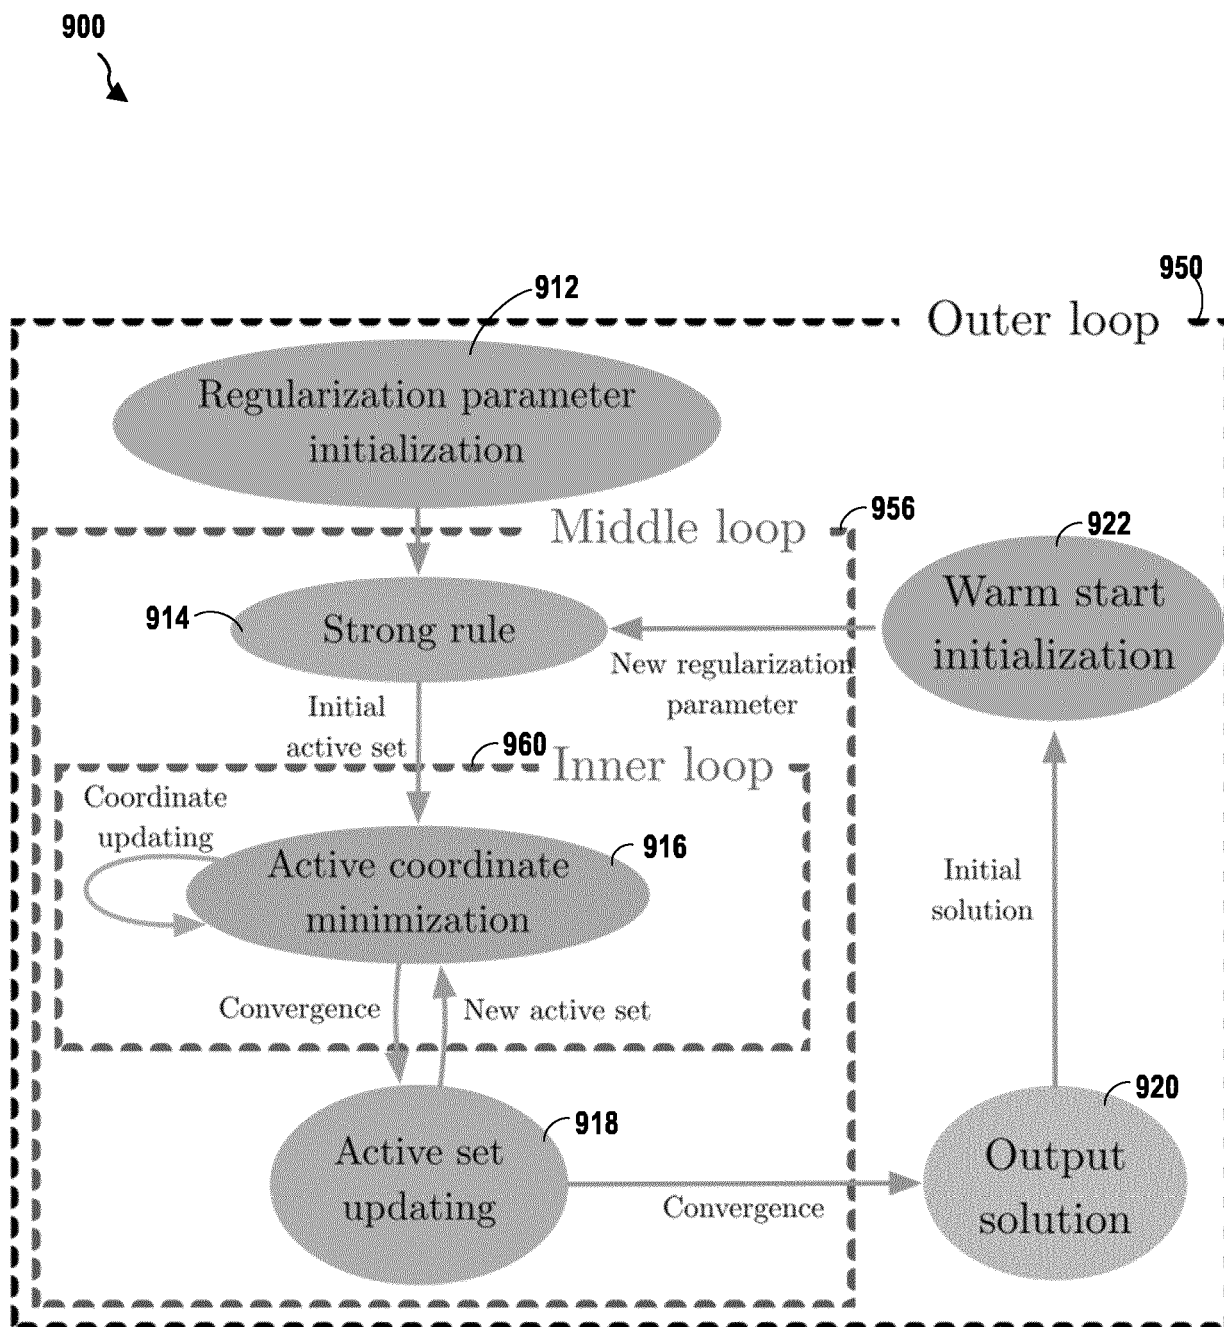 900
950
912
Outer loop
Regularization parameter
initialization
Middle loop
956
922
Warm start
initialization
914
Strong rule
New regularization
parameter
Initial
active set
960
Inner loop
Coordinate
updating
916
Active coordinate
minimization
Initial
solution
Convergence
New active set
918
920
Active set
updating
Output
solution
Convergence